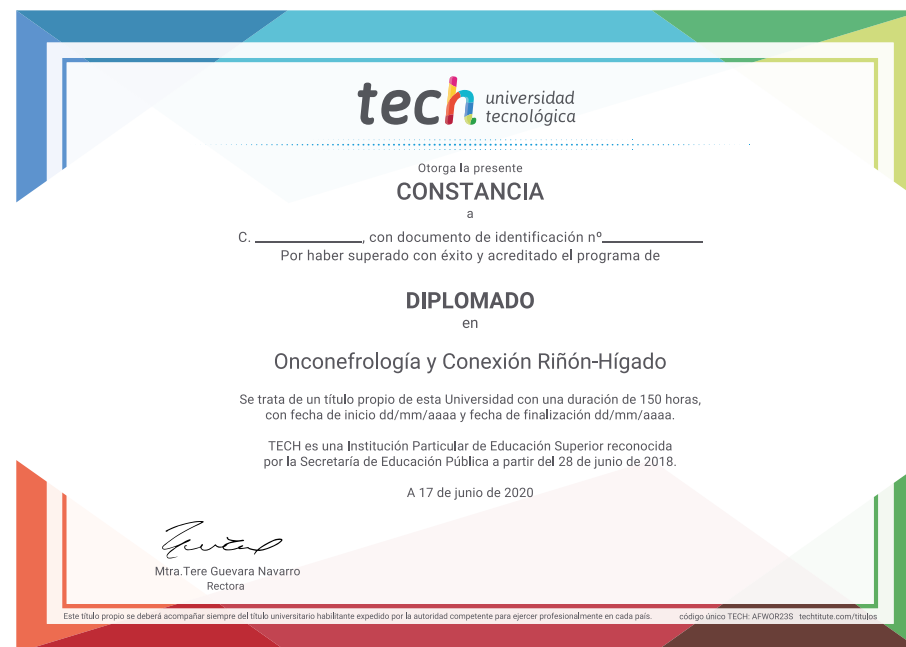 tech universidad
tecnológica
Otorga la presente
CONSTANCIA
a
C. ____________, con documento de identificación nº____________
Por haber superado con éxito y acreditado el programa de
DIPLOMADO
en
Onconefrología y Conexión Riñón-Hígado
Se trata de un título propio de esta Universidad con una duración de 150 horas,
con fecha de inicio dd/mm/aaaa y fecha de finalización dd/mm/aaaa.
TECH es una Institución Particular de Educación Superior reconocida
por la Secretaría de Educación Pública a partir del 28 de junio de 2018.
A 17 de junio de 2020
Mtra.Tere Guevara Navarro
Rectora
Este título propio se deberá acompañar siempre del título universitario habilitante expedido por la autoridad competente para ejercer profesionalmente en cada país. código único TECH: AFWOR23S techtitute.com/titulos